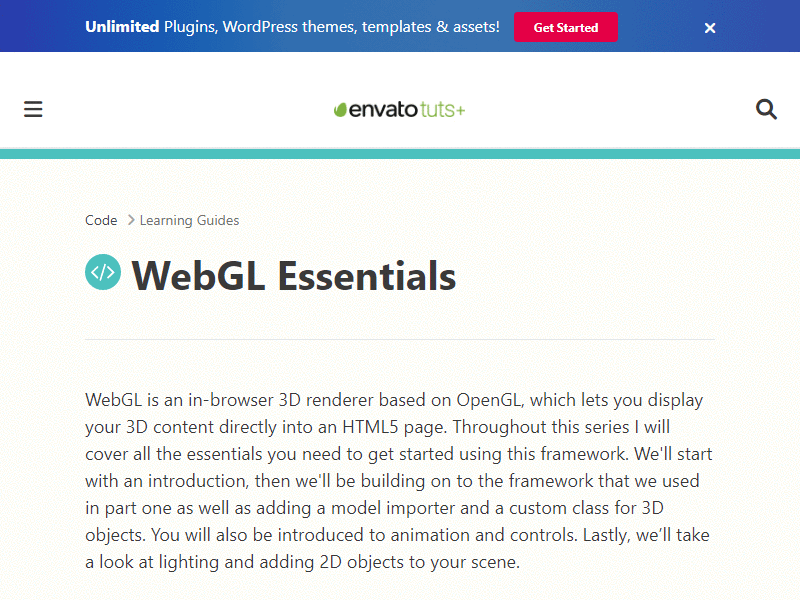 Unlimited Plugins, WordPress themes, templates & assets! Get Started ×
envatotuts+
Code > Learning Guides
</> WebGL Essentials
WebGL is an in-browser 3D renderer based on OpenGL, which lets you display
your 3D content directly into an HTML5 page. Throughout this series I will
cover all the essentials you need to get started using this framework. We'll start
with an introduction, then we'll be building on to the framework that we used
in part one as well as adding a model importer and a custom class for 3D
objects. You will also be introduced to animation and controls. Lastly, we’ll take
a look at lighting and adding 2D objects to your scene.